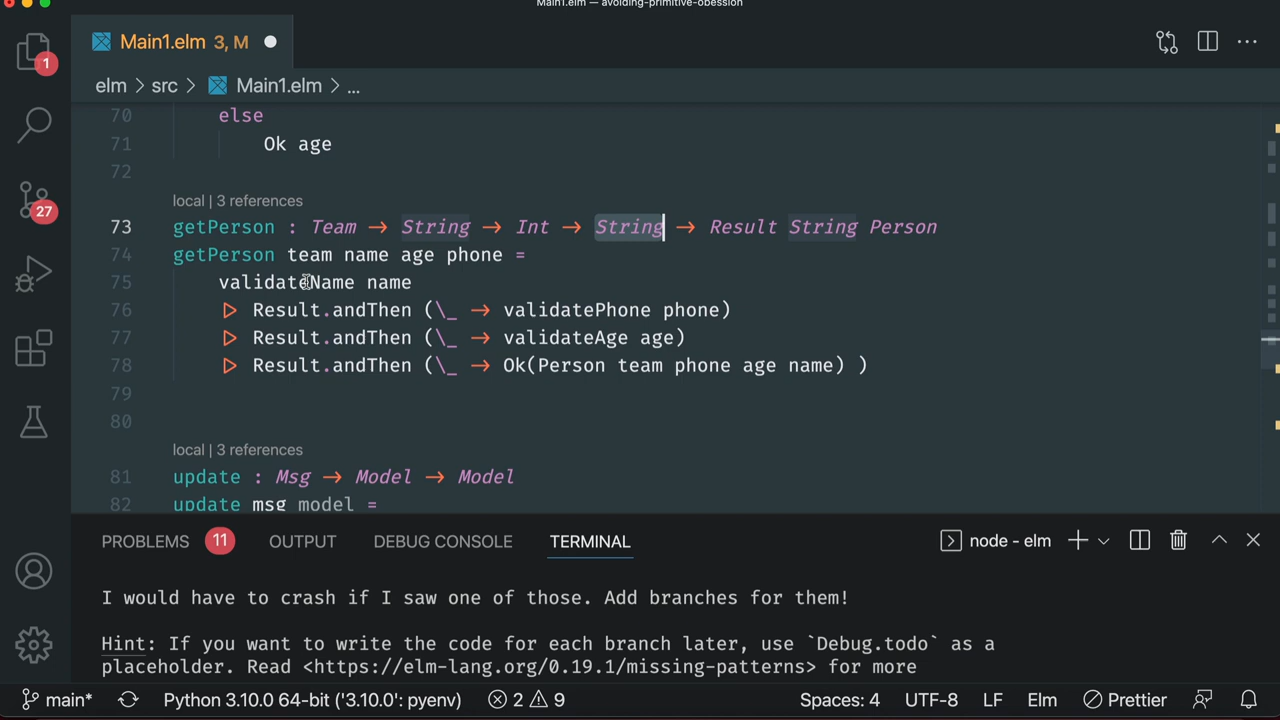 Main1.elm — avoiding-primitive-obession
Main1.elm 3, M
elm > src > Main1.elm > ...
70 else
71 Ok age
72
local | 3 references
73 getPerson : Team → String → Int → String → Result String Person
74 getPerson team name age phone =
75 validateName name
76 ▷ Result.andThen (\_ → validatePhone phone)
77 ▷ Result.andThen (\_ → validateAge age)
78 ▷ Result.andThen (\_ → Ok(Person team phone age name) )
79
80
local | 3 references
81 update : Msg → Model → Model
82 update msg model =
1
27
PROBLEMS 11 OUTPUT DEBUG CONSOLE TERMINAL node - elm
I would have to crash if I saw one of those. Add branches for them!
Hint: If you want to write the code for each branch later, use `Debug.todo` as a
placeholder. Read <https://elm-lang.org/0.19.1/missing-patterns> for more
main* Python 3.10.0 64-bit ('3.10.0': pyenv) 2 9 Spaces: 4 UTF-8 LF Elm Prettier